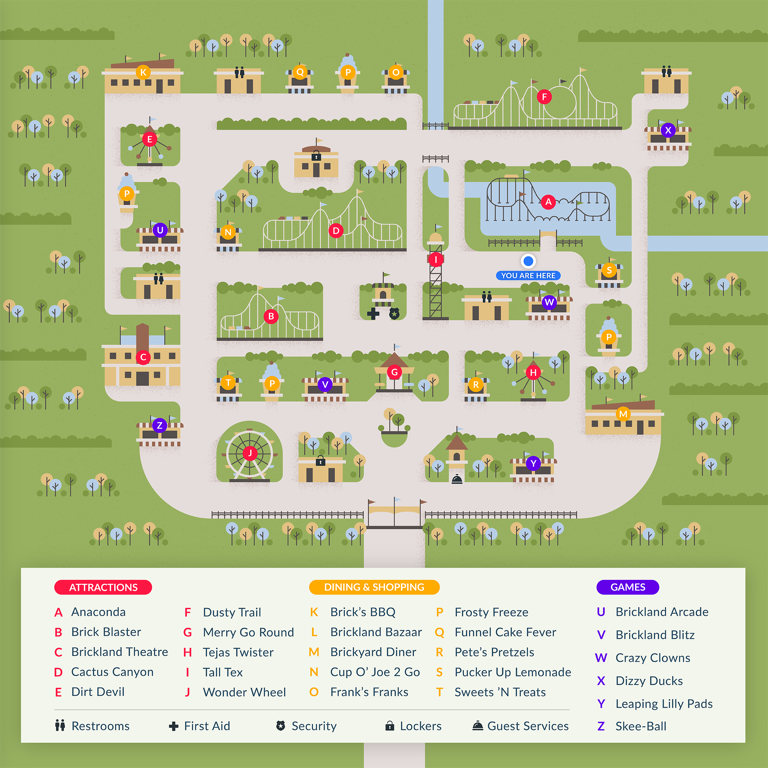 K
Q
P
O
F
E
X
P
A
U
N
D
I
YOU ARE HERE
S
W
B
P
C
G
T
P
V
R
H
M
Z
J
Y
ATTRACTIONS
A Anaconda
B Brick Blaster
C Brickland Theatre
D Cactus Canyon
E Dirt Devil
F Dusty Trail
G Merry Go Round
H Tejas Twister
I Tall Tex
J Wonder Wheel
DINING & SHOPPING
K Brick's BBQ
L Brickland Bazaar
M Brickyard Diner
N Cup O' Joe 2 Go
O Frank's Franks
P Frosty Freeze
Q Funnel Cake Fever
R Pete's Pretzels
S Pucker Up Lemonade
T Sweets 'N Treats
GAMES
U Brickland Arcade
V Brickland Blitz
W Crazy Clowns
X Dizzy Ducks
Y Leaping Lilly Pads
Z Skee-Ball
Restrooms
First Aid
Security
Lockers
Guest Services